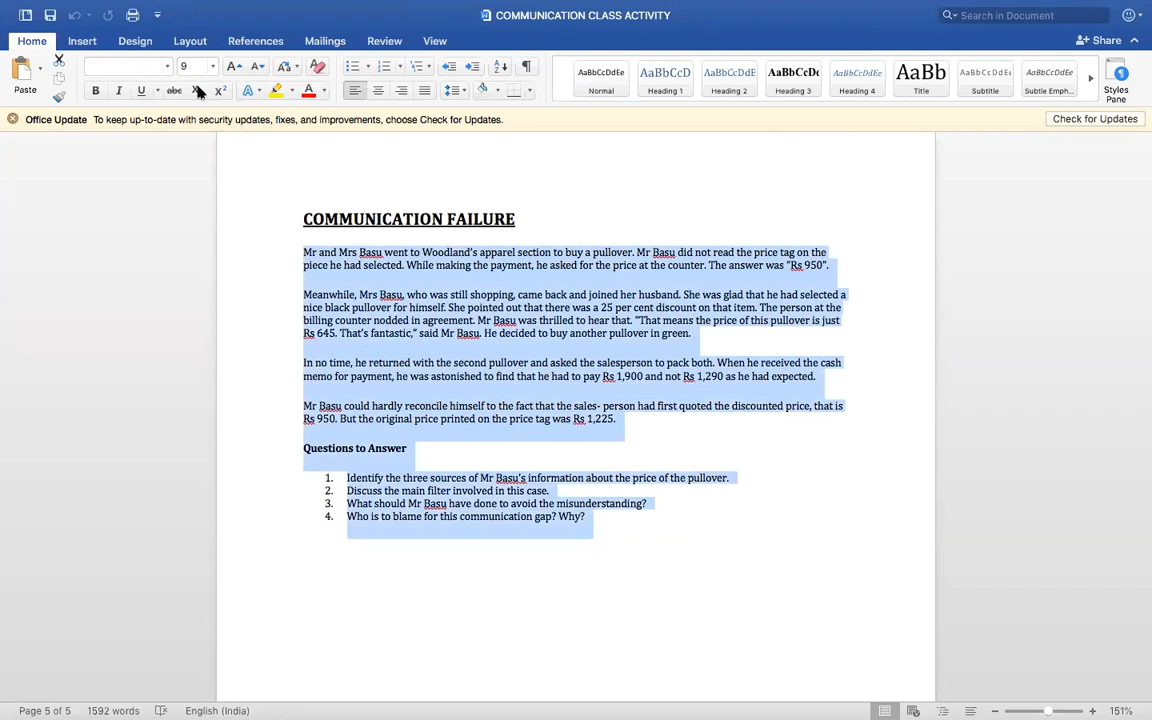 COMMUNICATION CLASS ACTIVITY
Search in Document
Home Insert Design Layout References Mailings Review View
Share
Paste
9
B I U abc X²
AaBbCcDdEe AaBbCcD AaBbCcDdE AaBbCcDc AaBbCcDdEe AaBb AaBbCcDdEe AaBbCcDdEe
Normal Heading 1 Heading 2 Heading 3 Heading 4 Title Subtitle Subtle Emph...
Styles
Pane
Office Update To keep up-to-date with security updates, fixes, and improvements, choose Check for Updates.
Check for Updates
COMMUNICATION FAILURE
Mr and Mrs Basu went to Woodland's apparel section to buy a pullover. Mr Basu did not read the price tag on the
piece he had selected. While making the payment, he asked for the price at the counter. The answer was "Rs 950".
Meanwhile, Mrs Basu, who was still shopping, came back and joined her husband. She was glad that he had selected a
nice black pullover for himself. She pointed out that there was a 25 per cent discount on that item. The person at the
billing counter nodded in agreement. Mr Basu was thrilled to hear that. "That means the price of this pullover is just
Rs 645. That's fantastic," said Mr Basu. He decided to buy another pullover in green.
In no time, he returned with the second pullover and asked the salesperson to pack both. When he received the cash
memo for payment, he was astonished to find that he had to pay Rs 1,900 and not Rs 1,290 as he had expected.
Mr Basu could hardly reconcile himself to the fact that the sales- person had first quoted the discounted price, that is
Rs 950. But the original price printed on the price tag was Rs 1,225.
Questions to Answer
1. Identify the three sources of Mr Basu's information about the price of the pullover.
2. Discuss the main filter involved in this case.
3. What should Mr Basu have done to avoid the misunderstanding?
4. Who is to blame for this communication gap? Why?
Page 5 of 5 1592 words English (India)
151%